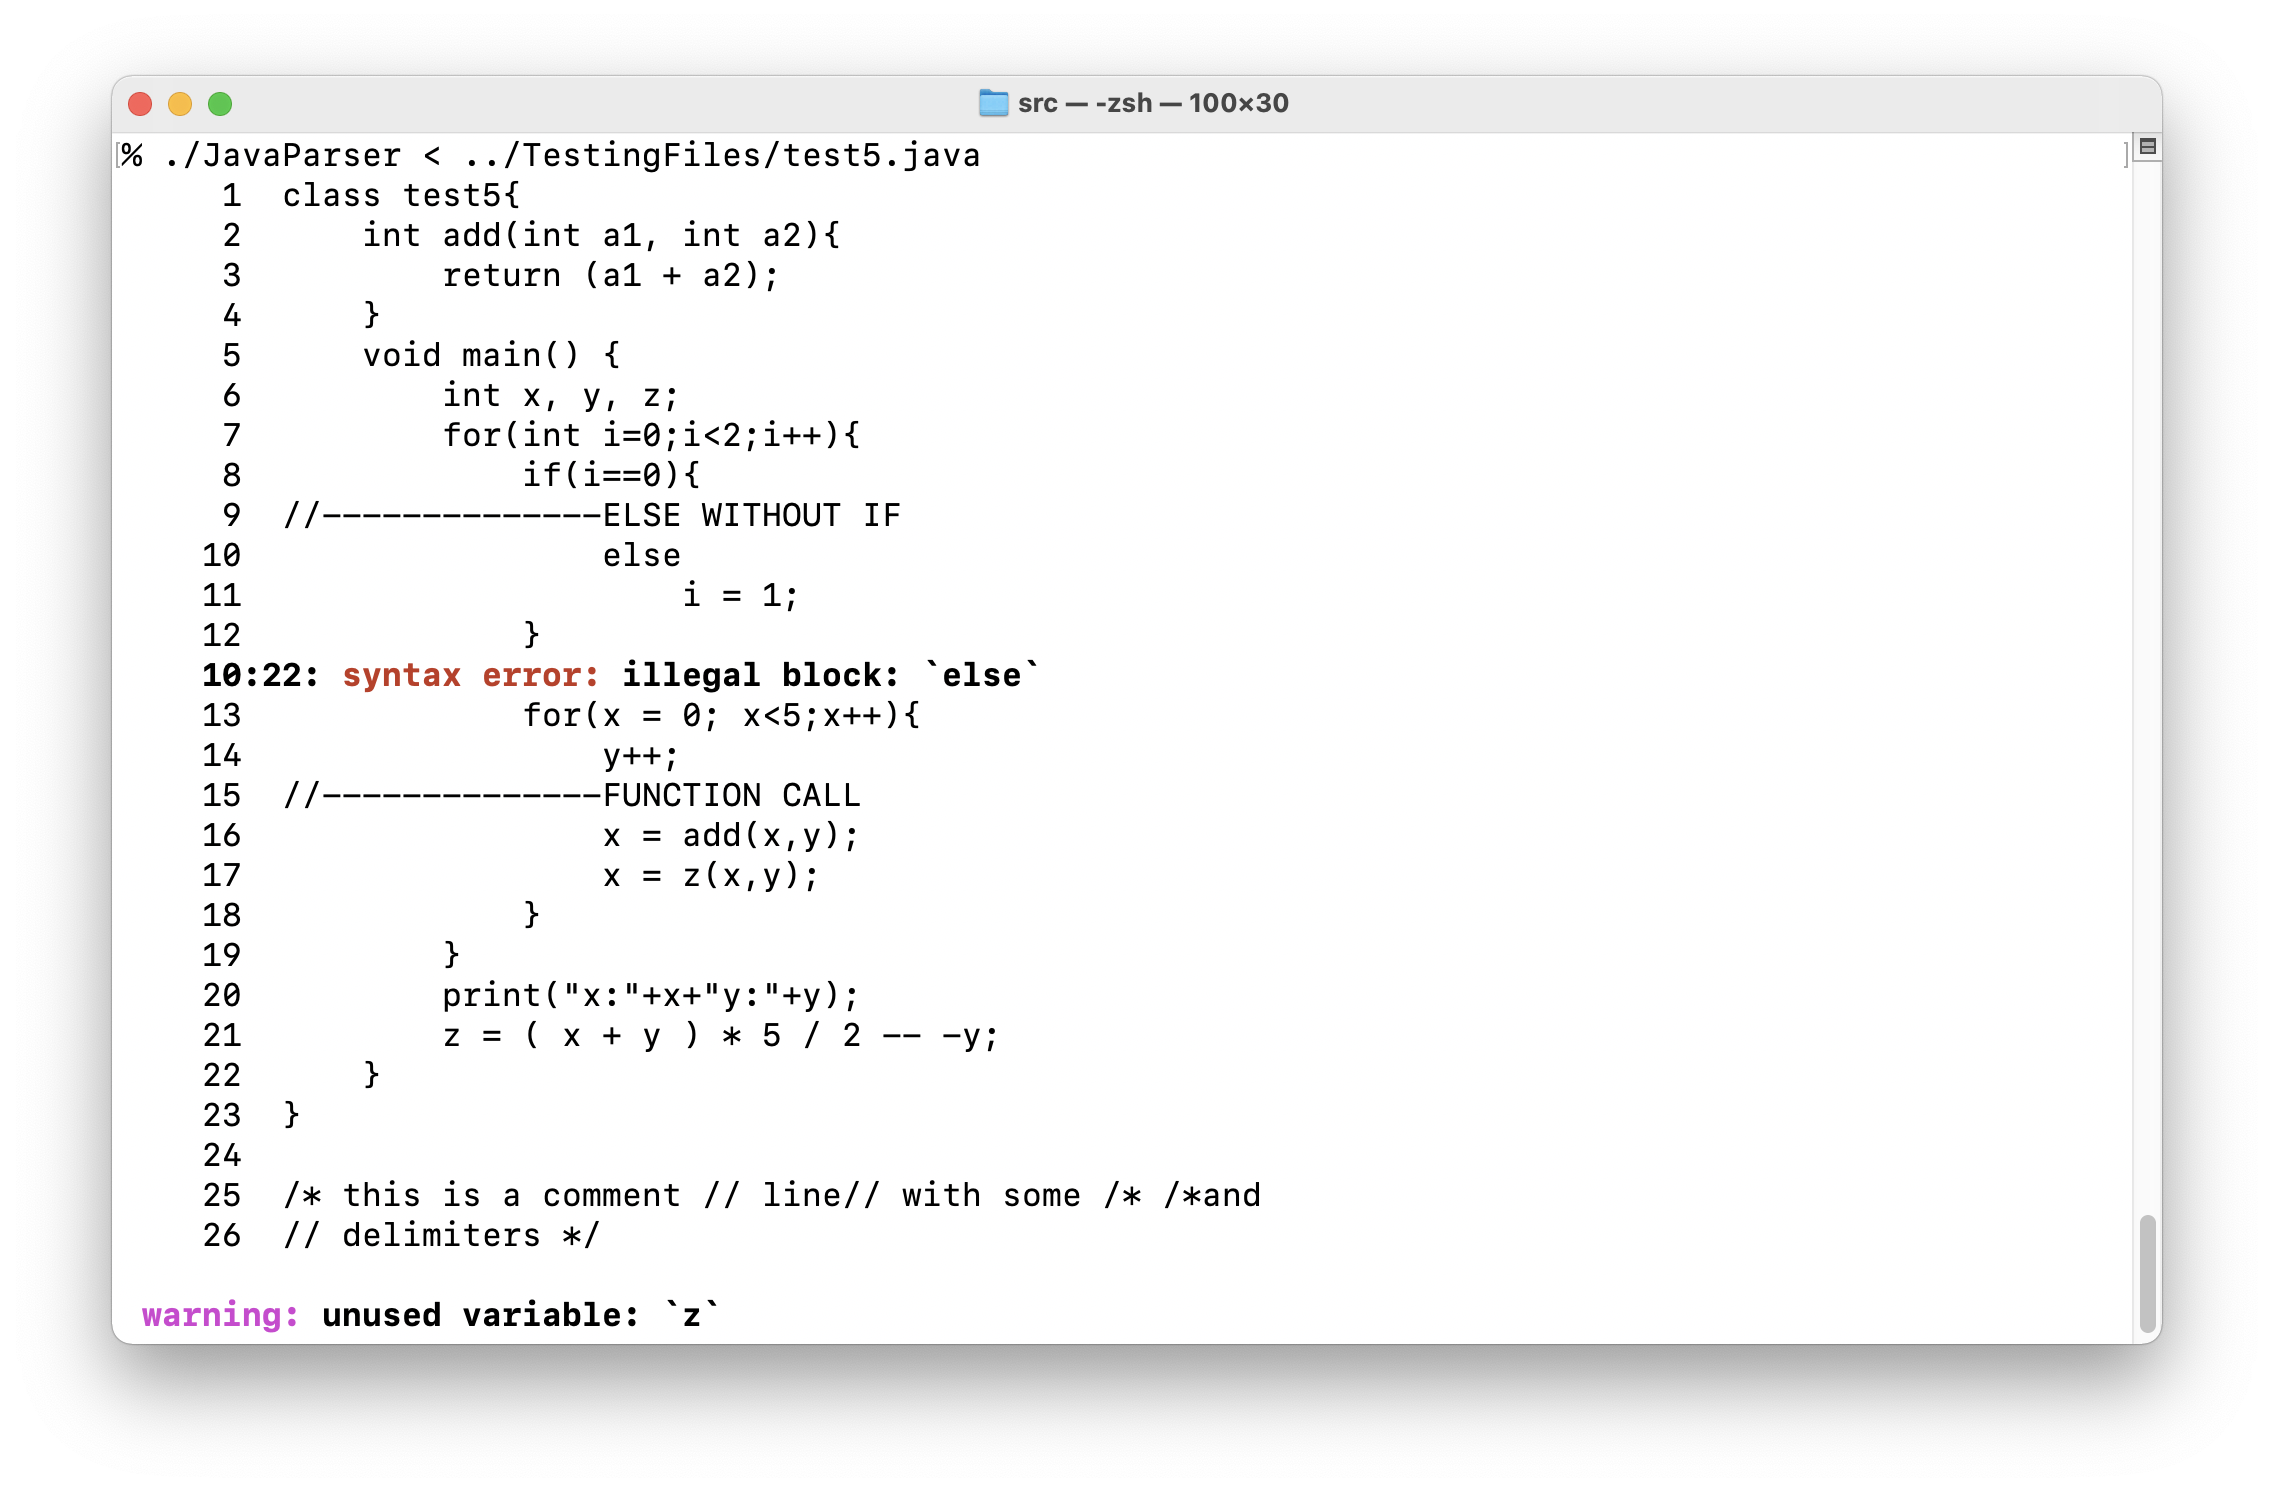 src — -zsh — 100×30
% ./JavaParser < ../TestingFiles/test5.java
1  class test5{
2      int add(int a1, int a2){
3          return (a1 + a2);
4      }
5      void main() {
6          int x, y, z;
7          for(int i=0;i<2;i++){
8              if(i==0){
9  //--------------ELSE WITHOUT IF
10                  else
11                      i = 1;
12              }
10:22: syntax error: illegal block: `else`
13              for(x = 0; x<5;x++){
14                  y++;
15  //--------------FUNCTION CALL
16                  x = add(x,y);
17                  x = z(x,y);
18              }
19          }
20          print("x:"+x+"y:"+y);
21          z = ( x + y ) * 5 / 2 -- -y;
22      }
23  }
24
25  /* this is a comment // line// with some /* /*and
26  // delimiters */
warning: unused variable: `z`